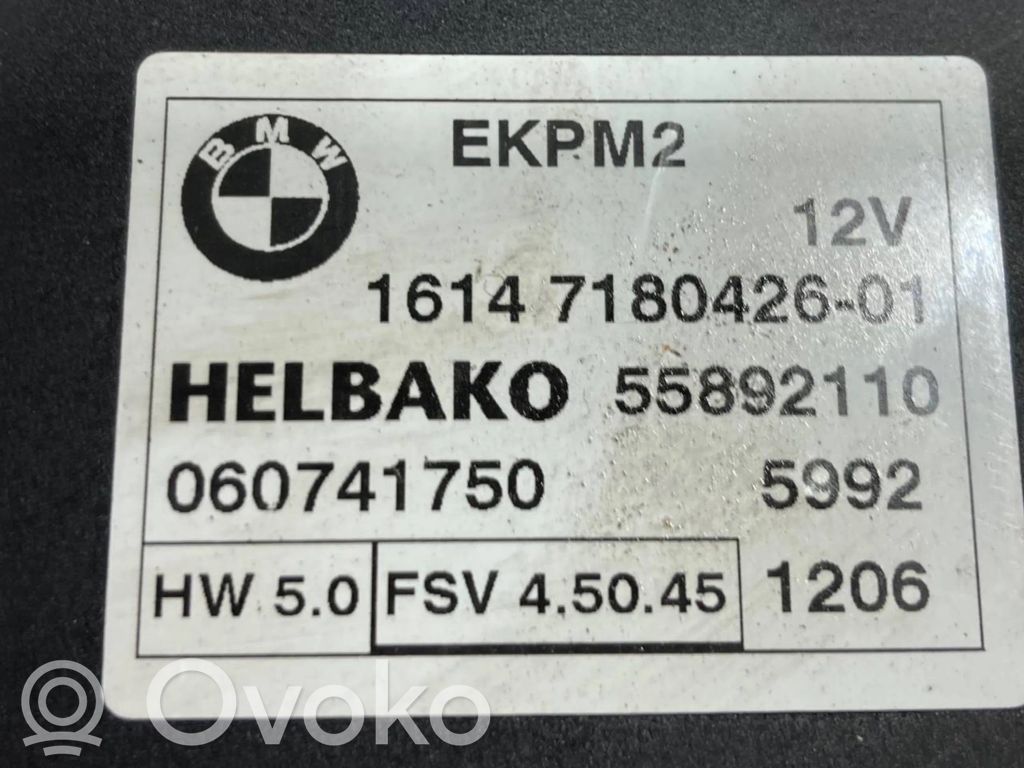 BMW
EKPM2
12V
1614 7180426-01
HELBAKO 55892110
060741750 5992
HW 5.0 FSV 4.50.45 1206
Ovoko